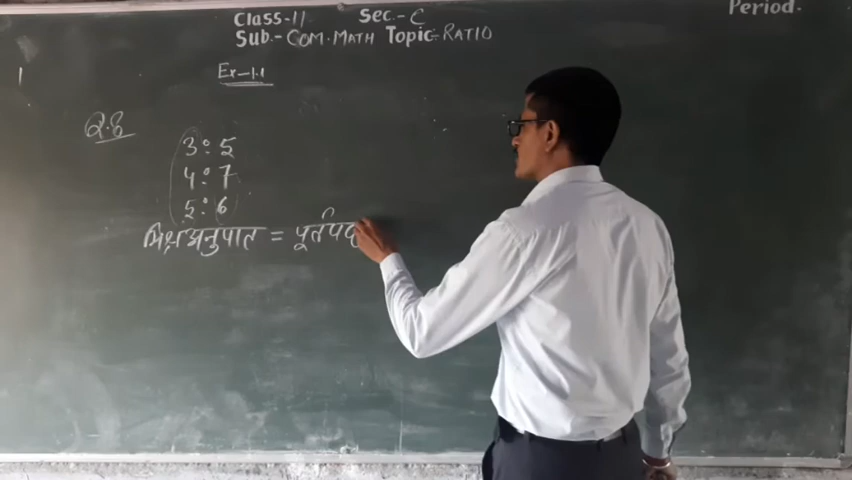 Class-11 Sec.-C Period.
Sub.-COM.MATH Topic:-RATIO
Ex-1.1
Q.8
3:5
4:7
5:6
मिश्रअनुपात = पूर्तपद